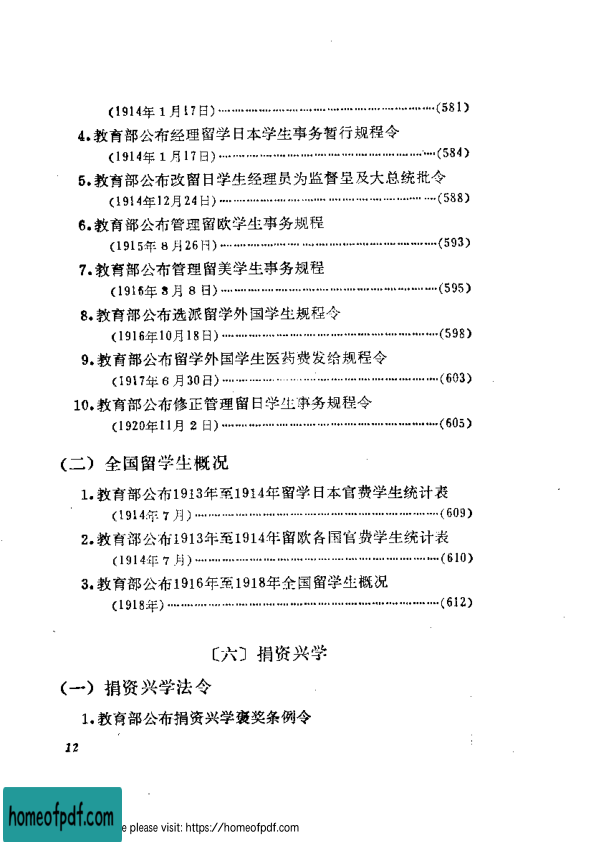 (1914年1月17日)……………………………………(581)
4.教育部公布经理留学日本学生事务暂行规程令
(1914年1月17日)……………………………………(584)
5.教育部公布改留日学生经理员为监督呈及大总统批令
(1914年12月24日)……………………………………(588)
6.教育部公布管理留欧学生事务规程
(1915年8月26日)……………………………………(593)
7.教育部公布管理留美学生事务规程
(1916年3月8日)……………………………………(595)
8.教育部公布选派留学外国学生规程令
(1916年10月18日)……………………………………(598)
9.教育部公布留学外国学生医药费发给规程令
(1917年6月30日)……………………………………(603)
10.教育部公布修正管理留日学生事务规程令
(1920年11月2日)……………………………………(605)
(二)全国留学生概况
1.教育部公布1913年至1914年留学日本官费学生统计表
(1914年7月)……………………………………(609)
2.教育部公布1913年至1914年留欧各国官费学生统计表
(1914年7月)……………………………………(610)
3.教育部公布1916年至1918年全国留学生概况
(1918年)……………………………………(612)
〔六〕捐资兴学
(一)捐资兴学法令
1.教育部公布捐资兴学褒奖条例令
12
homeofpdf.com
e please visit: https://homeofpdf.com